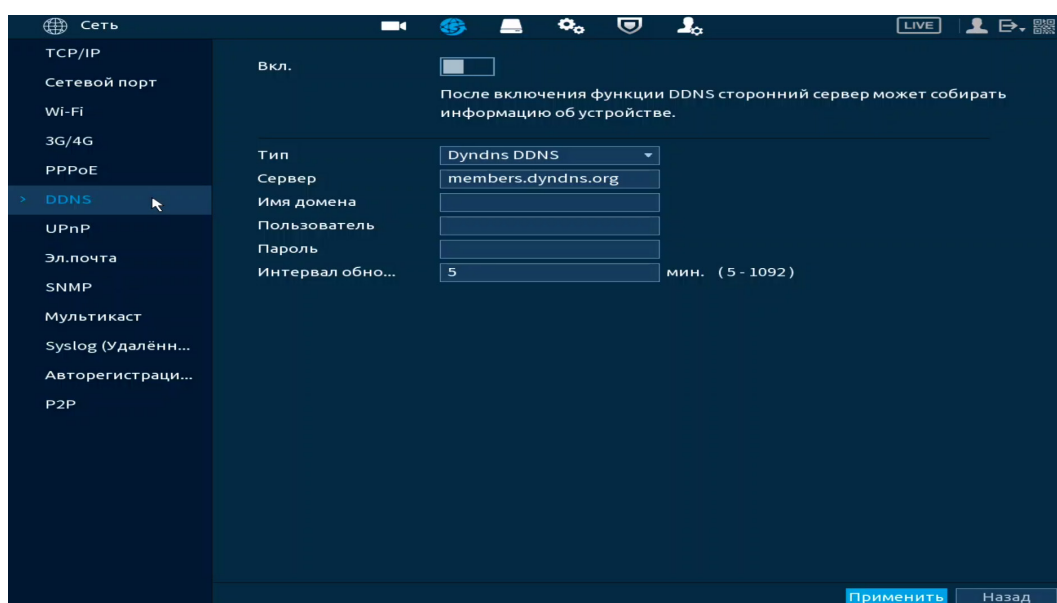 Сеть
LIVE
TCP/IP
Сетевой порт
Wi-Fi
3G/4G
PPPoE
> DDNS
UPnP
Эл.почта
SNMP
Мультикаст
Syslog (Удалённ...
Авторегистраци...
P2P
Вкл.
После включения функции DDNS сторонний сервер может собирать
информацию об устройстве.
Тип Dyndns DDNS
Сервер members.dyndns.org
Имя домена
Пользователь
Пароль
Интервал обно... 5 мин. (5-1092)
Применить Назад